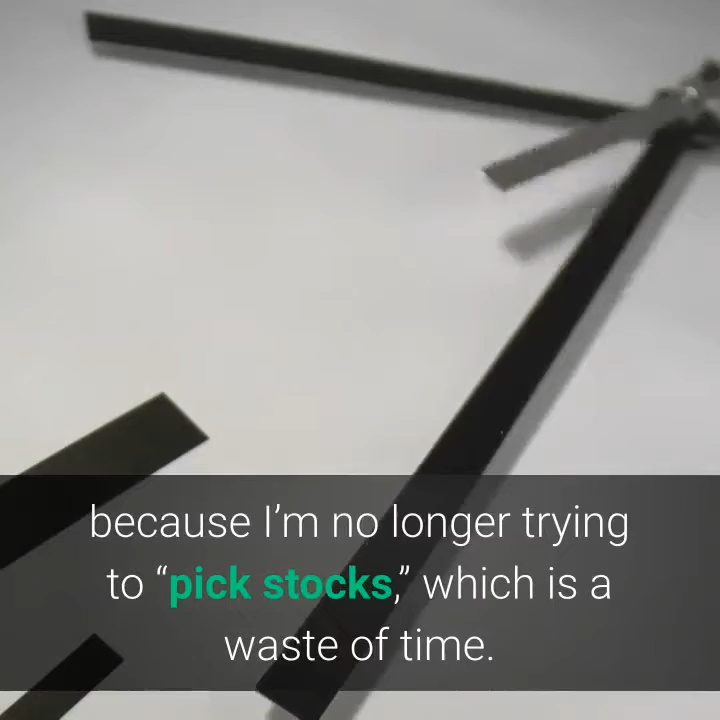 because I’m no longer trying
to “pick stocks,” which is a
waste of time.